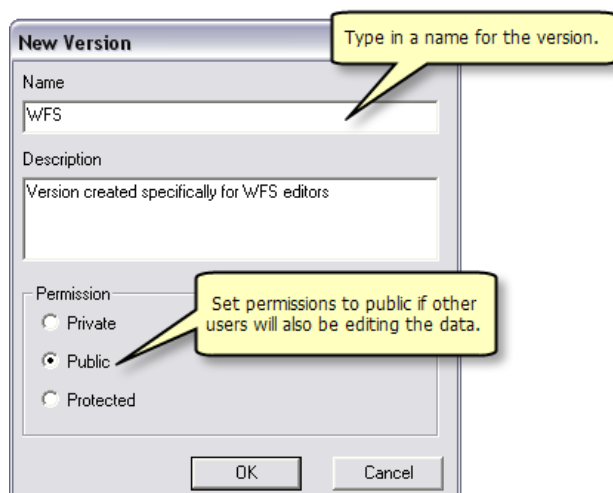 New Version
Type in a name for the version.
Name
WFS
Description
Version created specifically for WFS editors
Permission
Set permissions to public if other
users will also be editing the data.
Private
Public
Protected
OK
Cancel